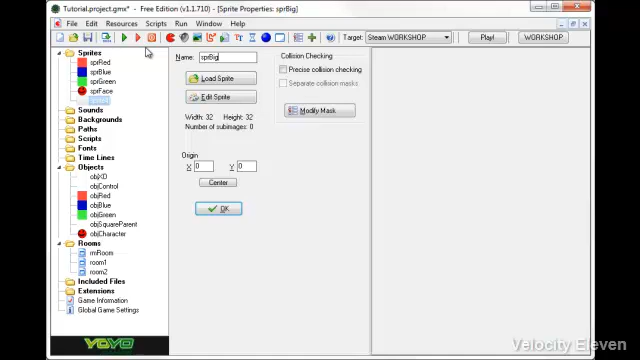 Tutorial.project.gmx* - Free Edition (v1.1.710) - [Sprite Properties: sprBig]
File Edit Resources Scripts Run Window Help
Target: Steam WORKSHOP Play! WORKSHOP
Sprites
sprRed
sprBlue
sprGreen
sprFace
Sounds
Backgrounds
Paths
Scripts
Fonts
Time Lines
Objects
objXD
objControl
objRed
objBlue
objGreen
objSquareParent
objCharacter
Rooms
rmRoom
room1
room2
Included Files
Extensions
Game Information
Global Game Settings
YOYO
Name: sprBig
Load Sprite
Edit Sprite
Width: 32 Height: 32
Number of subimages: 0
Origin
X 0 Y 0
Center
OK
Collision Checking
Precise collision checking
Separate collision masks
Modify Mask
Velocity Eleven